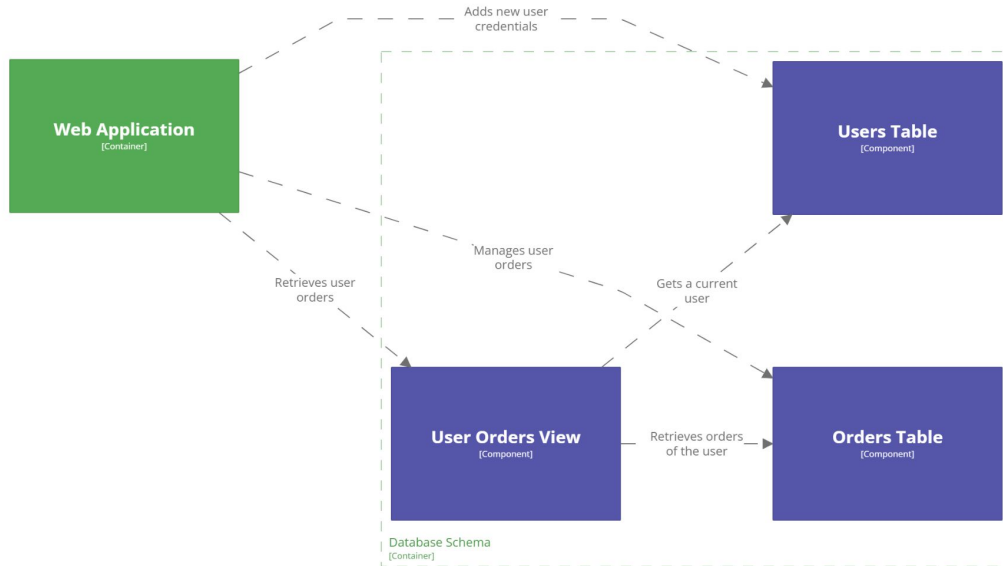 Adds new user
credentials
Web Application
[Container]
Users Table
[Component]
Manages user
orders
Retrieves user
orders
Gets a current
user
User Orders View
[Component]
Retrieves orders
of the user
Orders Table
[Component]
Database Schema
[Container]